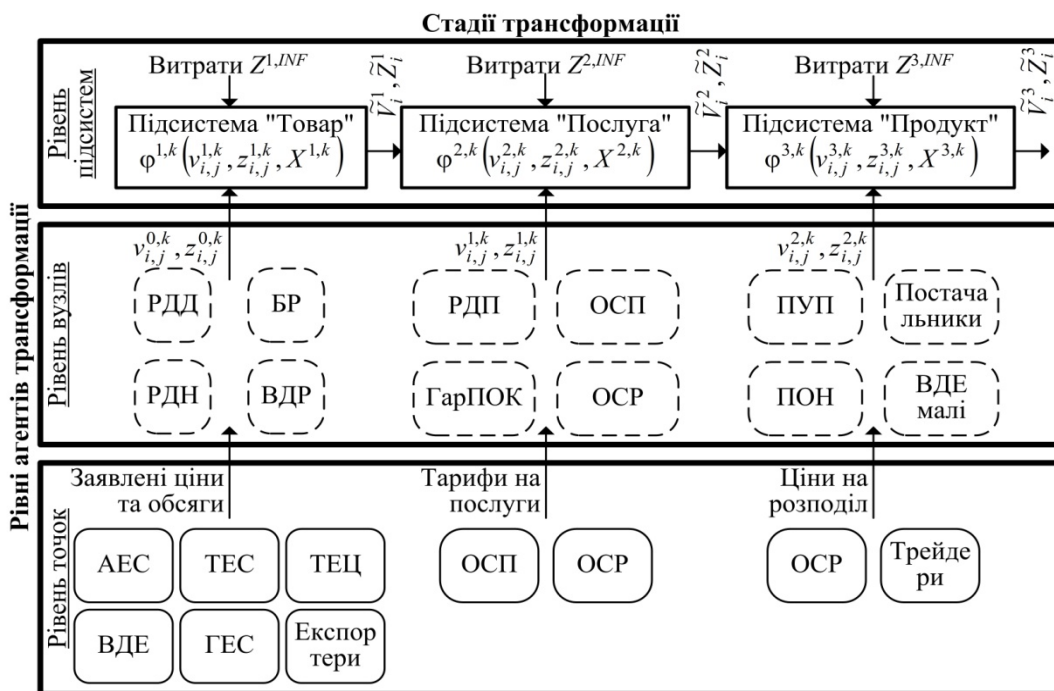 Стадії трансформації
Рівні агентів трансформації
Рівень
підсистем
Витрати Z^{1,INF}
Витрати Z^{2,INF}
Витрати Z^{3,INF}
Підсистема "Товар"
φ^{1,k}(v_{i,j}^{1,k}, z_{i,j}^{1,k}, X^{1,k})
Ṽ_i^1, Z̃_i^1
Підсистема "Послуга"
φ^{2,k}(v_{i,j}^{2,k}, z_{i,j}^{2,k}, X^{2,k})
Ṽ_i^2, Z̃_i^2
Підсистема "Продукт"
φ^{3,k}(v_{i,j}^{3,k}, z_{i,j}^{3,k}, X^{3,k})
Ṽ_i^3, Z̃_i^3
Рівень вузлів
v_{i,j}^{0,k}, z_{i,j}^{0,k}
РДД
БР
РДН
ВДР
v_{i,j}^{1,k}, z_{i,j}^{1,k}
РДП
ОСП
ГарПОК
ОСР
v_{i,j}^{2,k}, z_{i,j}^{2,k}
ПУП
Постача
льники
ПОН
ВДЕ
малі
Рівень точок
Заявлені ціни
та обсяги
АЕС
ТЕС
ТЕЦ
ВДЕ
ГЕС
Експор
тери
Тарифи на
послуги
ОСП
ОСР
Ціни на
розподіл
ОСР
Трейде
ри